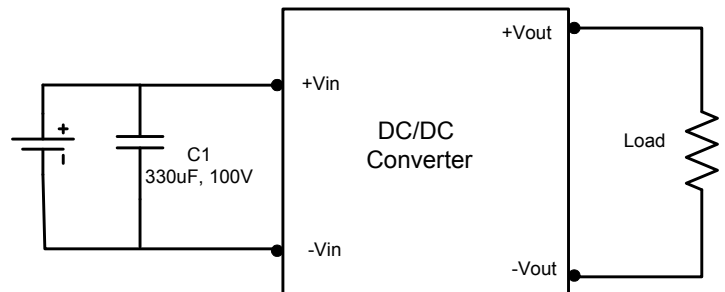 +Vout
+Vin
+
DC/DC
Converter
Load
C1
330uF, 100V
-Vin
-Vout